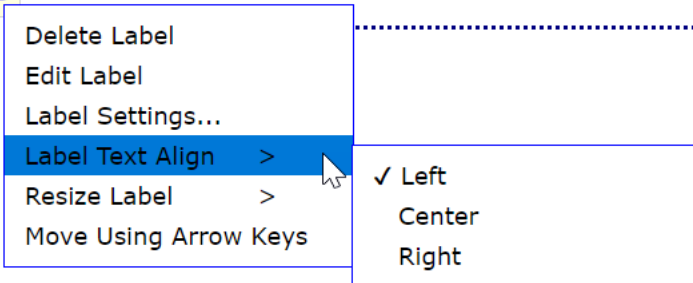 Delete Label
Edit Label
Label Settings...
Label Text Align >
Resize Label >
Move Using Arrow Keys
✓ Left
Center
Right